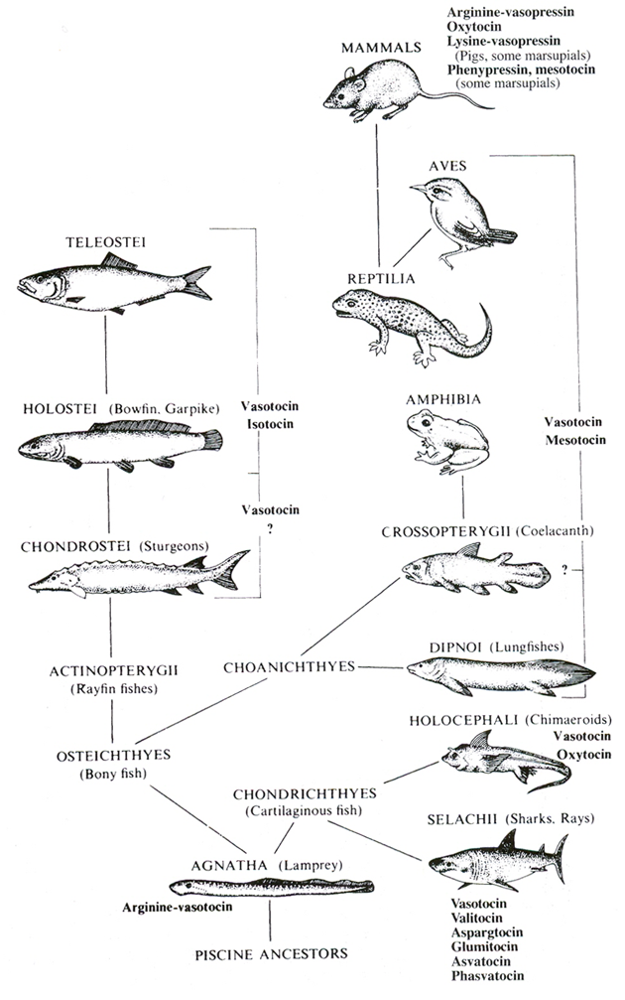 Arginine-vasopressin
Oxytocin
Lysine-vasopressin
(Pigs, some marsupials)
Phenypressin, mesotocin
(some marsupials)
MAMMALS
AVES
TELEOSTEI
REPTILIA
HOLOSTEI (Bowfin, Garpike)
Vasotocin
Isotocin
AMPHIBIA
Vasotocin
Mesotocin
Vasotocin
?
CHONDROSTEI (Sturgeons)
CROSSOPTERYGII (Coelacanth)
?
DIPNOI (Lungfishes)
ACTINOPTERYGII
(Rayfin fishes)
CHOANICHTHYES
HOLOCEPHALI (Chimaeroids)
Vasotocin
Oxytocin
OSTEICHTHYES
(Bony fish)
CHONDRICHTHYES
(Cartilaginous fish)
SELACHII (Sharks, Rays)
AGNATHA (Lamprey)
Arginine-vasotocin
Vasotocin
Valitocin
Aspargtocin
Glumitocin
Asvatocin
Phasvatocin
PISCINE ANCESTORS